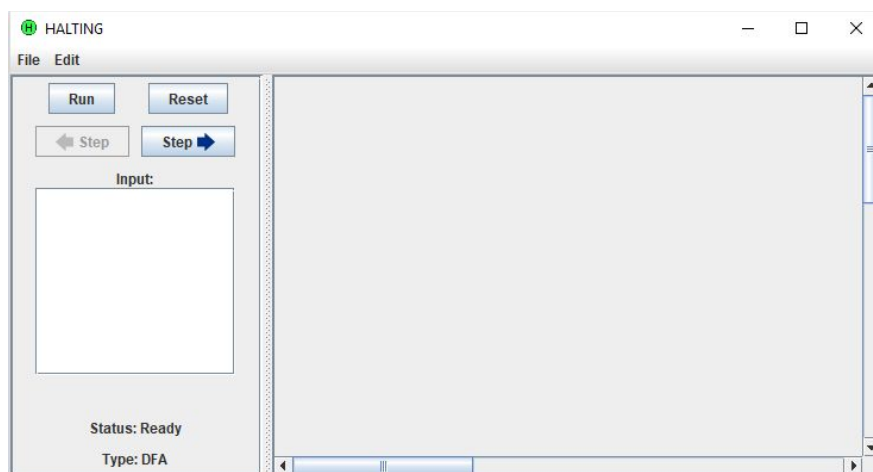 HALTING
File Edit
Run Reset
Step Step
Input:
Status: Ready
Type: DFA